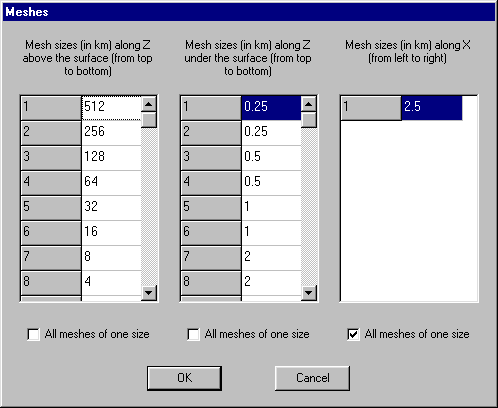 Meshes
Mesh sizes (in km) along Z
above the surface (from top
to bottom)
1 512
2 256
3 128
4 64
5 32
6 16
7 8
8 4
All meshes of one size
Mesh sizes (in km) along Z
under the surface (from top
to bottom)
1 0.25
2 0.25
3 0.5
4 0.5
5 1
6 1
7 2
8 2
All meshes of one size
Mesh sizes (in km) along X
(from left to right)
1 2.5
All meshes of one size
OK
Cancel